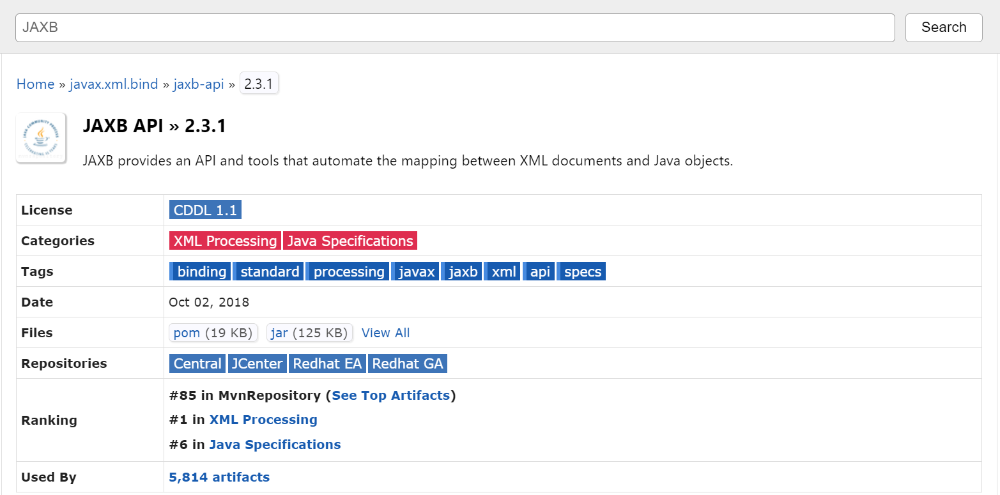 JAXB
Search
Home » javax.xml.bind » jaxb-api » 2.3.1
JAVA COMMUNITY PROCESS
JAXB API » 2.3.1
JAXB provides an API and tools that automate the mapping between XML documents and Java objects.
License CDDL 1.1
Categories XML Processing Java Specifications
Tags binding standard processing javax jaxb xml api specs
Date Oct 02, 2018
Files pom (19 KB) jar (125 KB) View All
Repositories Central JCenter Redhat EA Redhat GA
Ranking
#85 in MvnRepository (See Top Artifacts)
#1 in XML Processing
#6 in Java Specifications
Used By 5,814 artifacts